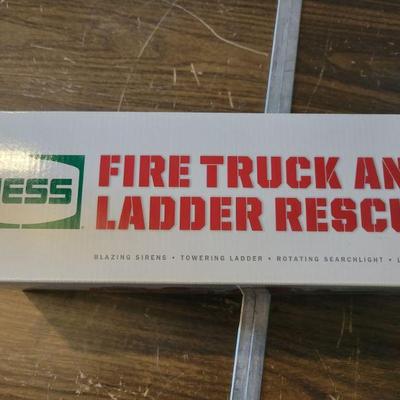 ESS
FIRE TRUCK AN
LADDER RESCU
BLAZING SIRENS • TOWERING LADDER • ROTATING SEARCHLIGHT • L